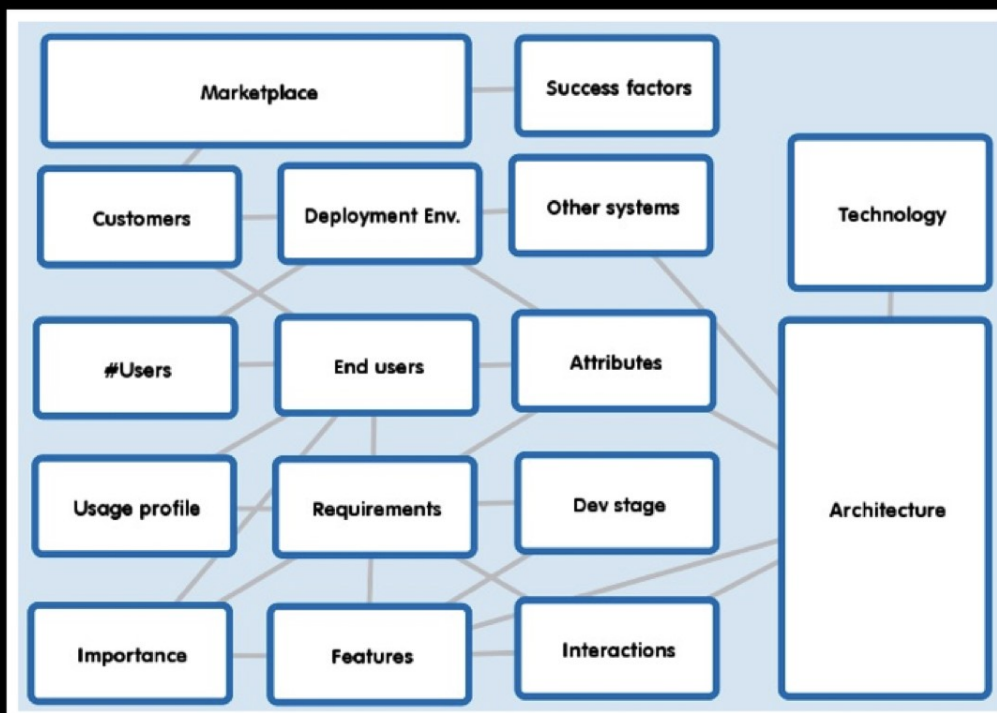 Marketplace
Success factors
Customers
Deployment Env.
Other systems
Technology
#Users
End users
Attributes
Usage profile
Requirements
Dev stage
Architecture
Importance
Features
Interactions